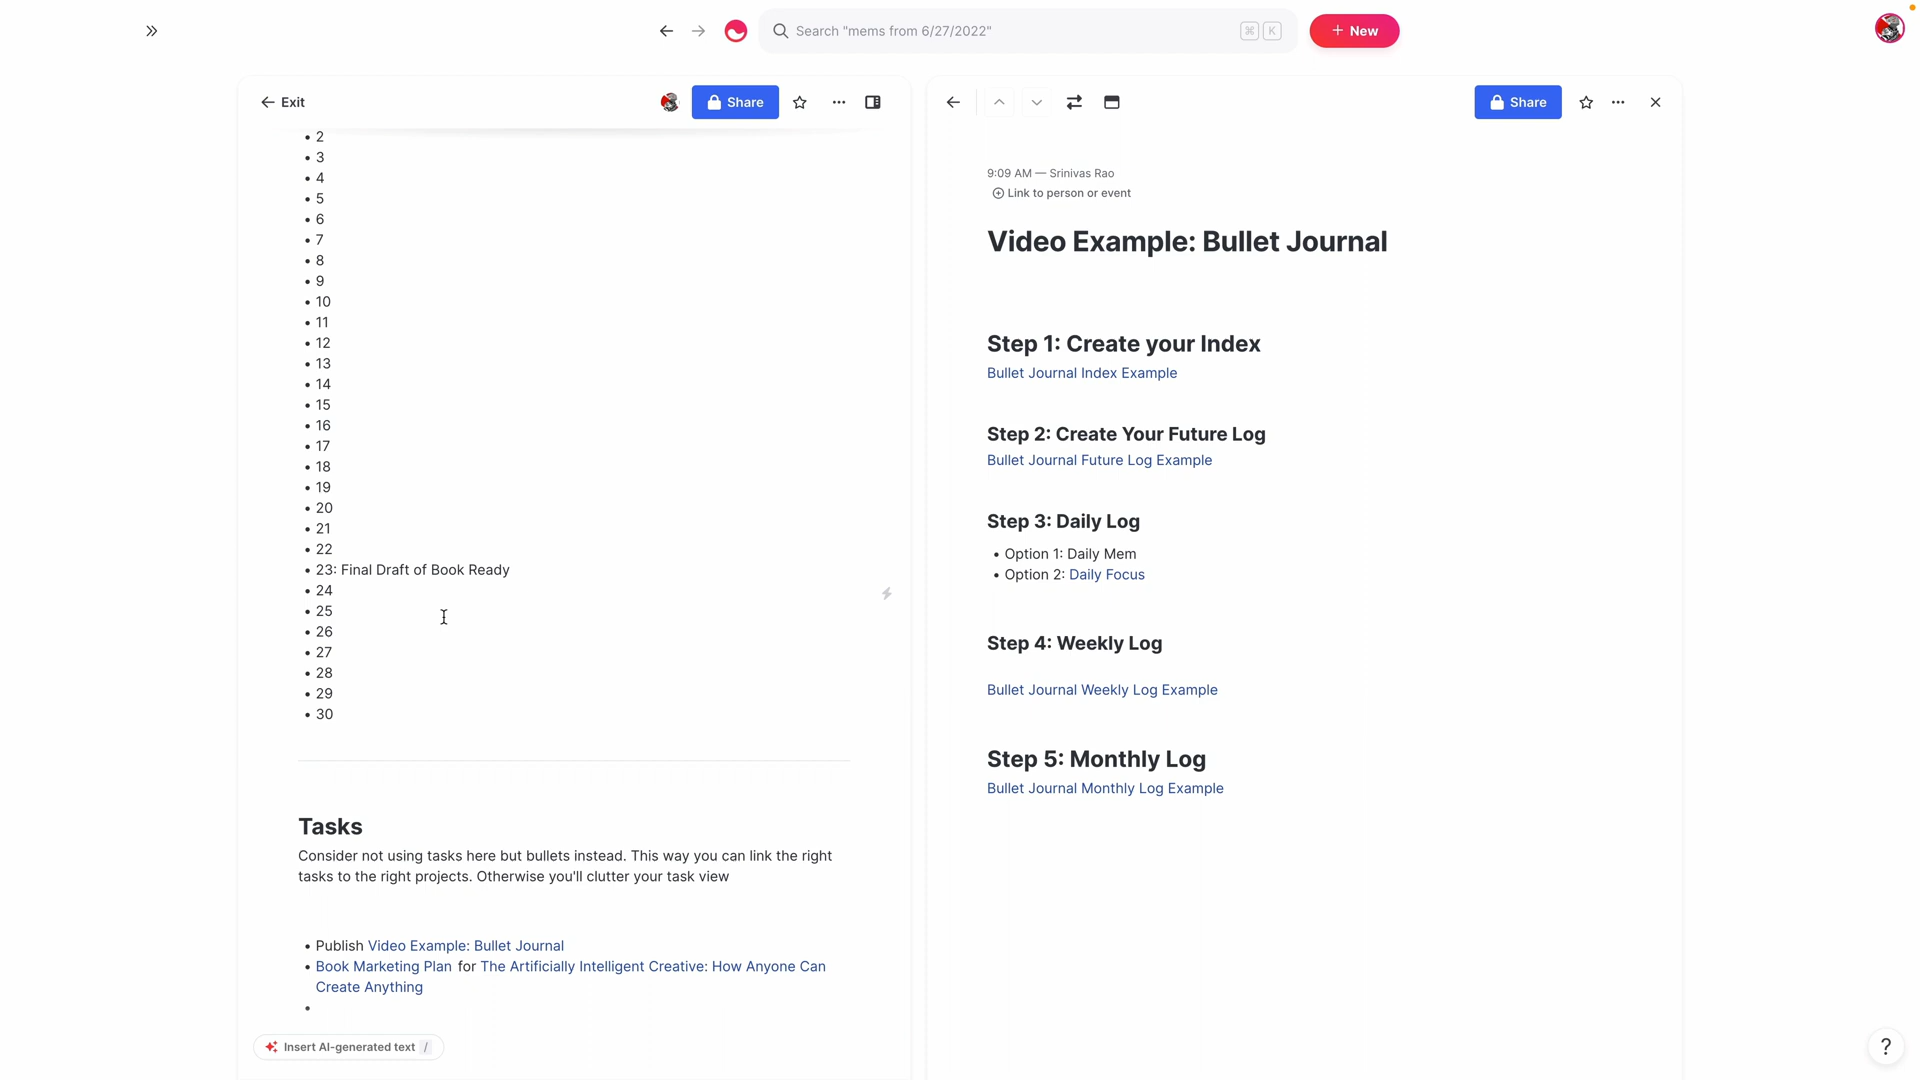 Search "mems from 6/27/2022"
⌘ K
+ New
Exit
Share
• 2
• 3
• 4
• 5
• 6
• 7
• 8
• 9
• 10
• 11
• 12
• 13
• 14
• 15
• 16
• 17
• 18
• 19
• 20
• 21
• 22
• 23: Final Draft of Book Ready
• 24
• 25
• 26
• 27
• 28
• 29
• 30
Tasks
Consider not using tasks here but bullets instead. This way you can link the right
tasks to the right projects. Otherwise you'll clutter your task view
• Publish Video Example: Bullet Journal
• Book Marketing Plan for The Artificially Intelligent Creative: How Anyone Can
Create Anything
•
Insert AI-generated text /
Share
9:09 AM — Srinivas Rao
Link to person or event
Video Example: Bullet Journal
Step 1: Create your Index
Bullet Journal Index Example
Step 2: Create Your Future Log
Bullet Journal Future Log Example
Step 3: Daily Log
• Option 1: Daily Mem
• Option 2: Daily Focus
Step 4: Weekly Log
Bullet Journal Weekly Log Example
Step 5: Monthly Log
Bullet Journal Monthly Log Example
?